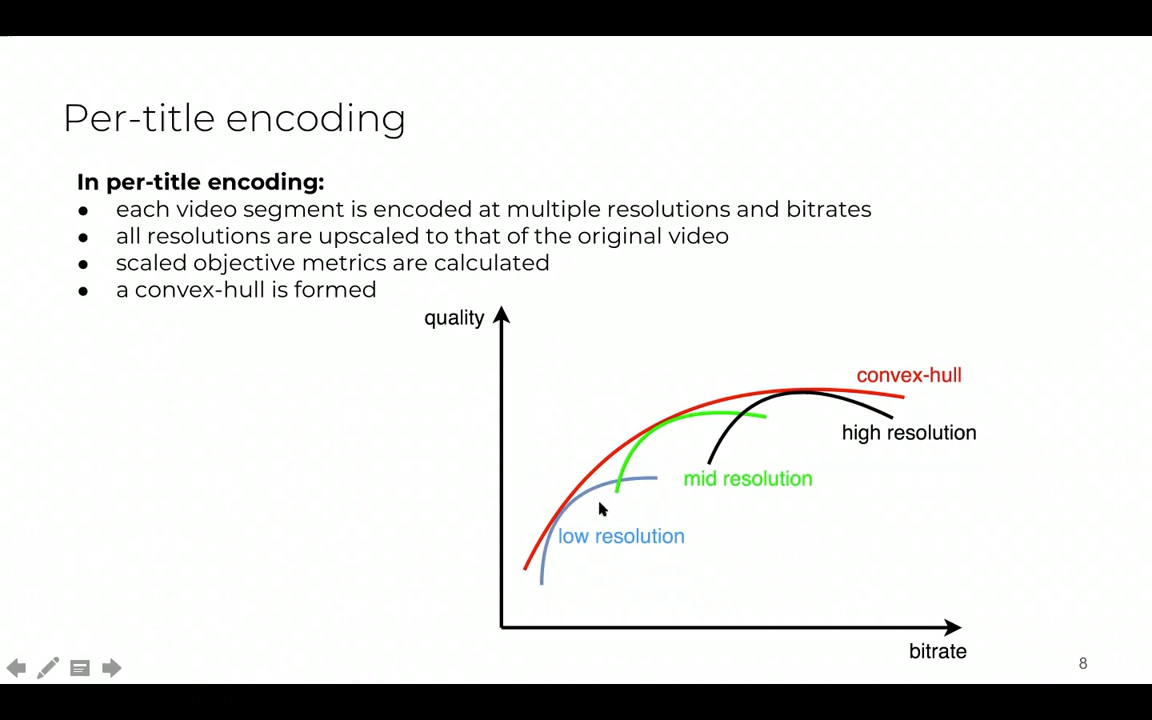 Per-title encoding
In per-title encoding:
● each video segment is encoded at multiple resolutions and bitrates
● all resolutions are upscaled to that of the original video
● scaled objective metrics are calculated
● a convex-hull is formed
quality
convex-hull
high resolution
mid resolution
low resolution
bitrate
8